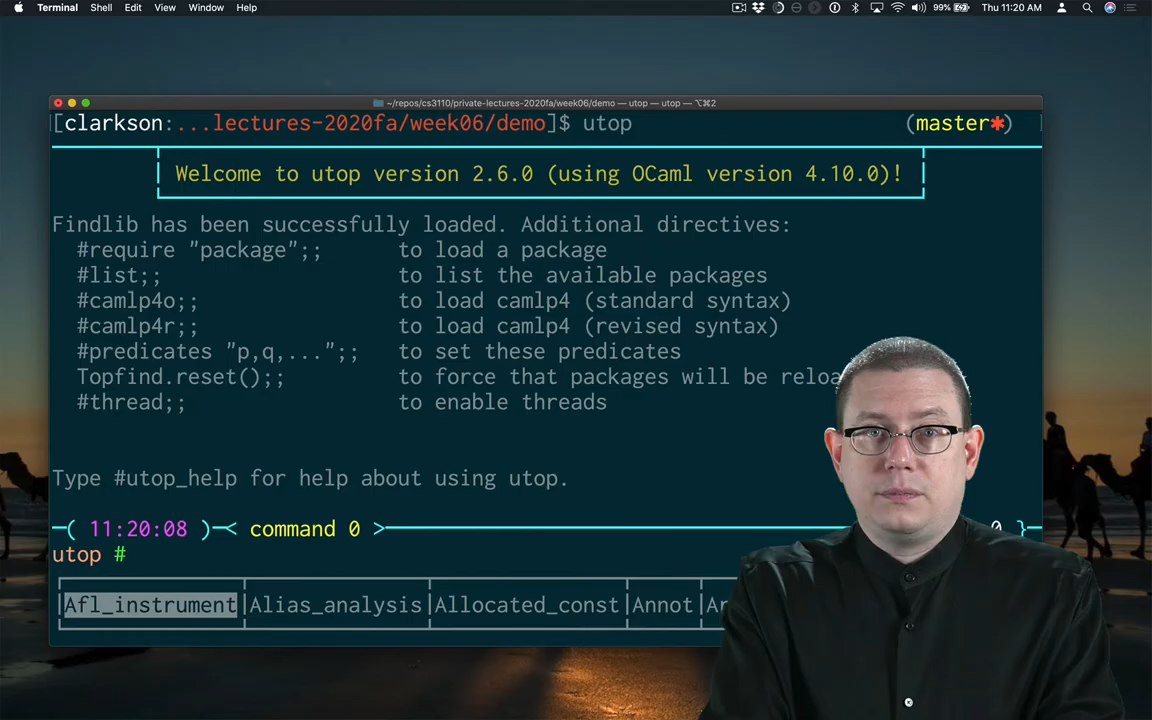 Terminal Shell Edit View Window Help 99% Thu 11:20 AM
~/repos/cs3110/private-lectures-2020fa/week06/demo — utop — utop — ⌥⌘2
[clarkson:...lectures-2020fa/week06/demo]$ utop (master*)
Welcome to utop version 2.6.0 (using OCaml version 4.10.0)!
Findlib has been successfully loaded. Additional directives:
#require "package";; to load a package
#list;; to list the available packages
#camlp4o;; to load camlp4 (standard syntax)
#camlp4r;; to load camlp4 (revised syntax)
#predicates "p,q,...";; to set these predicates
Topfind.reset();; to force that packages will be reloa
#thread;; to enable threads
Type #utop_help for help about using utop.
─( 11:20:08 )─< command 0 >─ 0 }─
utop #
Afl_instrument Alias_analysis Allocated_const Annot